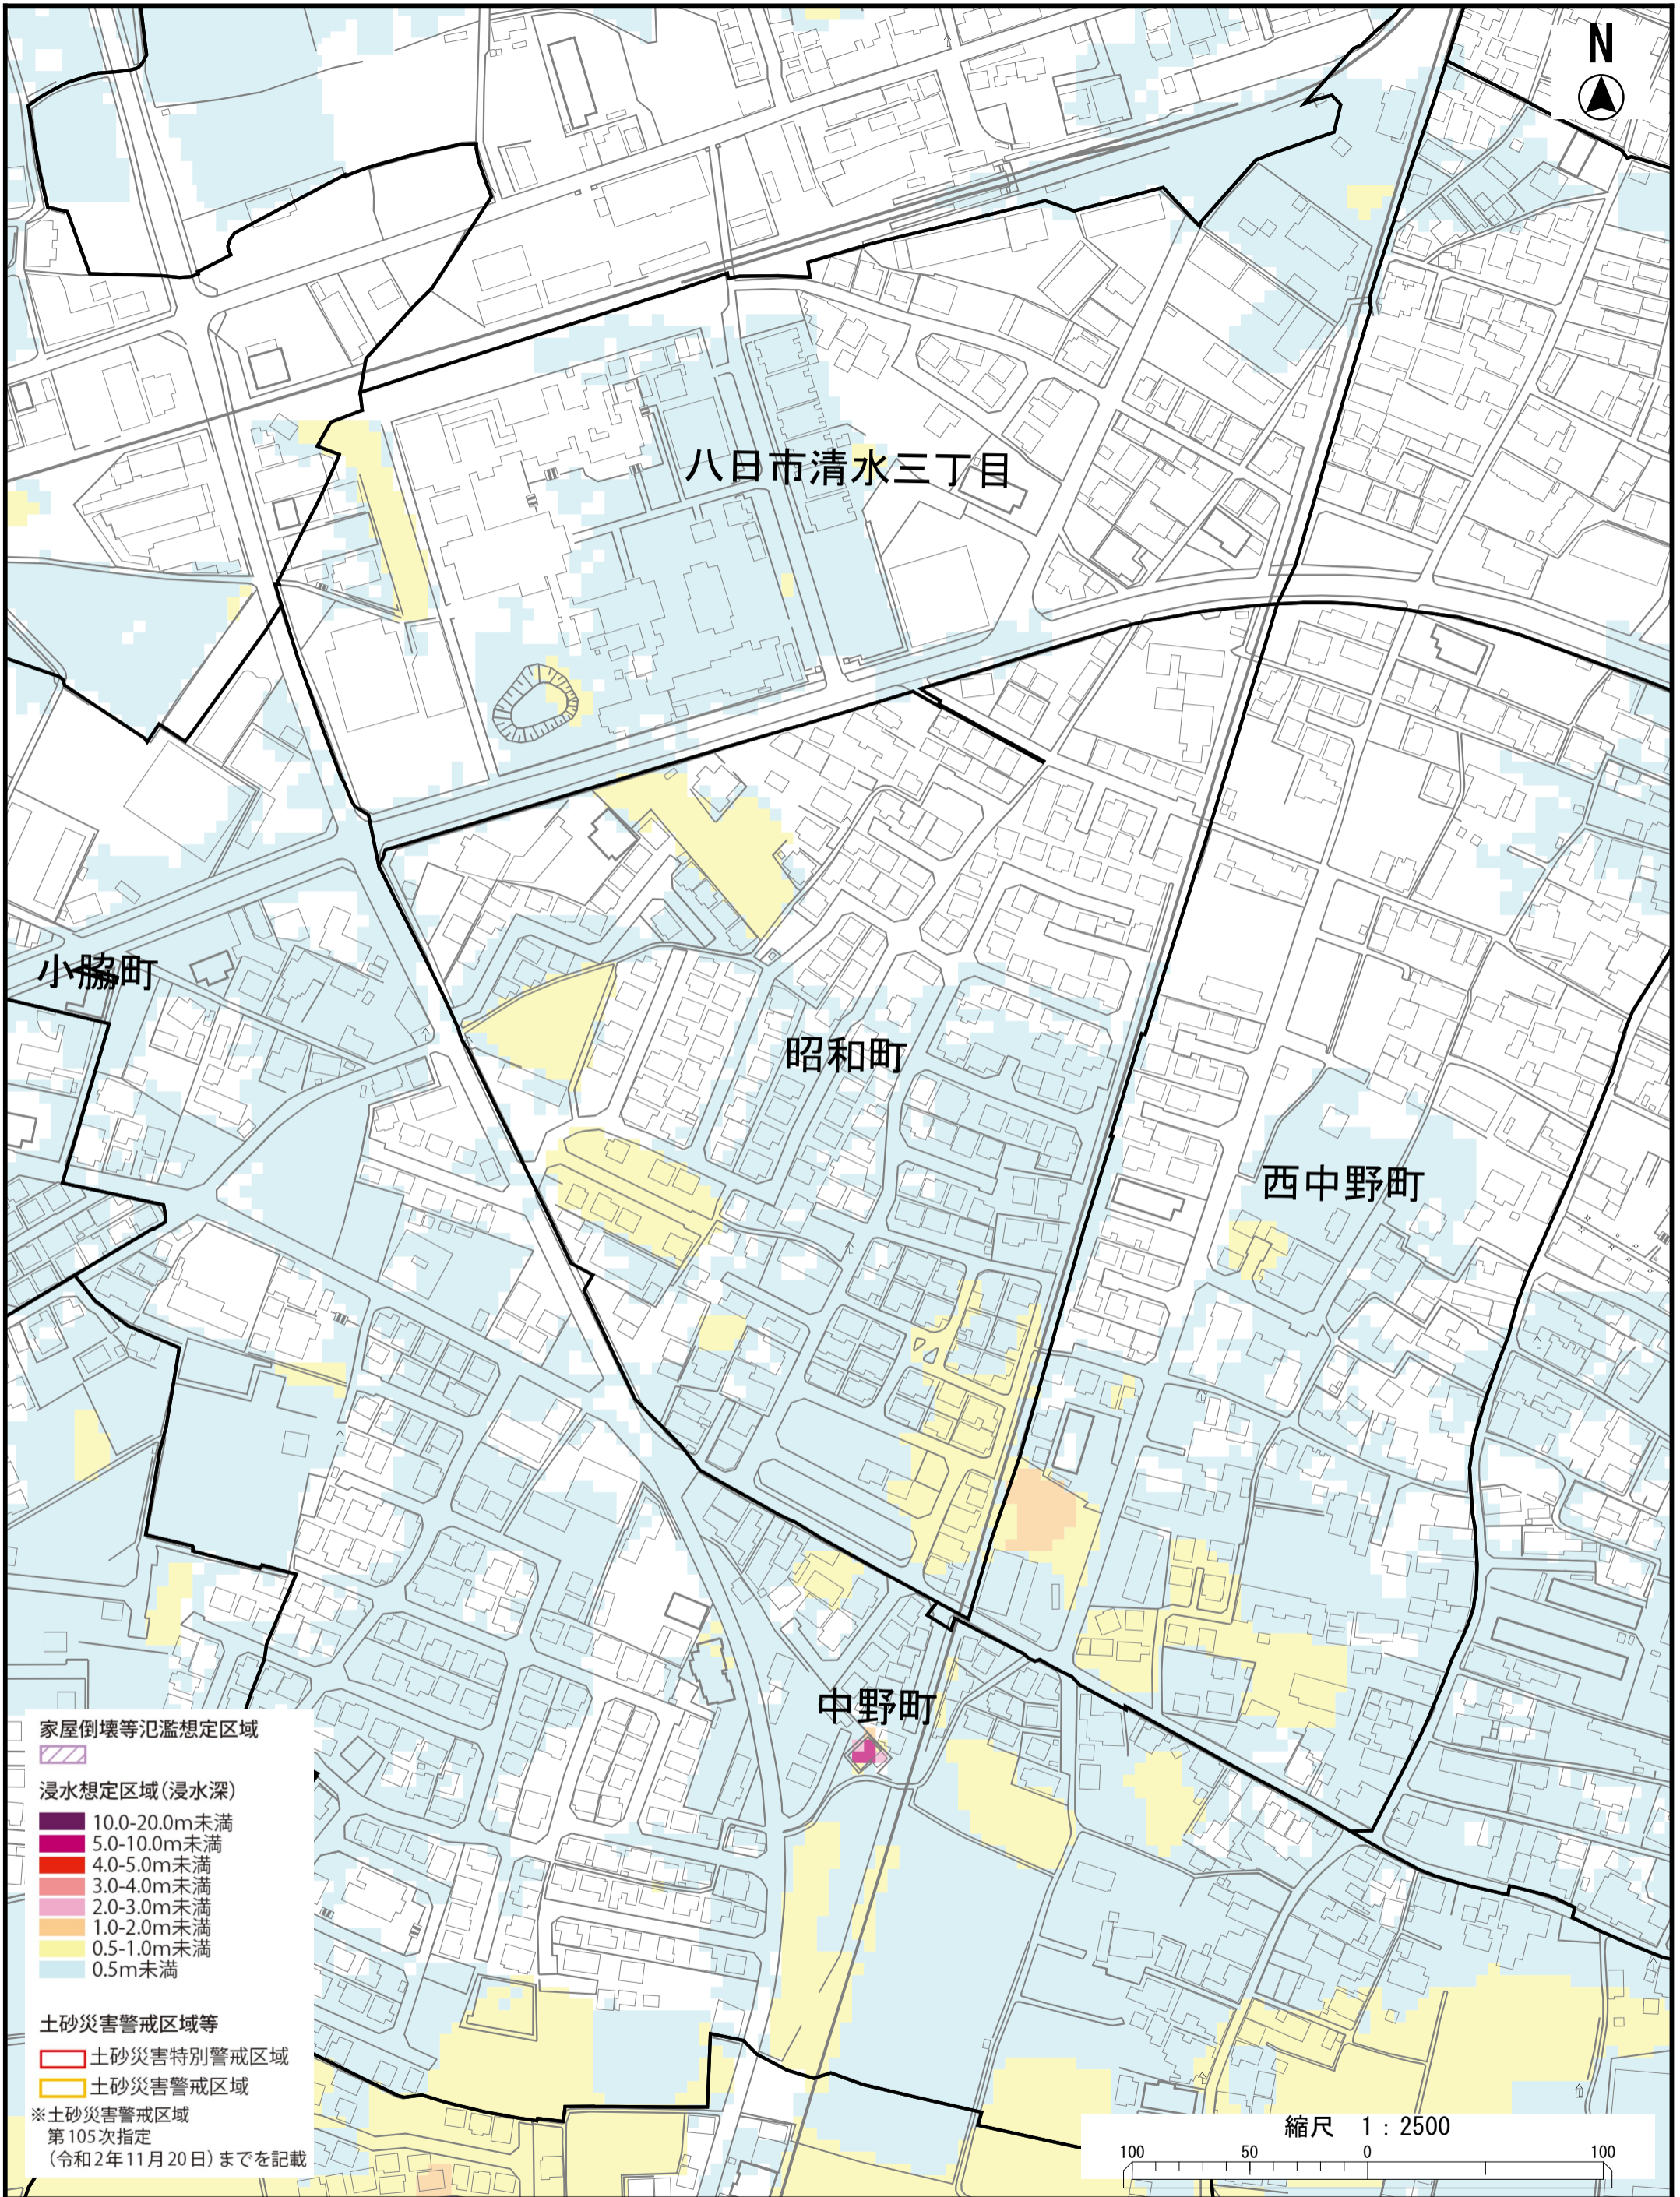 N
八日市清水三丁目
小脇町
昭和町
西中野町
中野町
家屋倒壊等氾濫想定区域
浸水想定区域(浸水深)
10.0-20.0m未満
5.0-10.0m未満
4.0-5.0m未満
3.0-4.0m未満
2.0-3.0m未満
1.0-2.0m未満
0.5-1.0m未満
0.5m未満
土砂災害警戒区域等
土砂災害特別警戒区域
土砂災害警戒区域
※土砂災害警戒区域
第105次指定
(令和2年11月20日)までを記載
縮尺 1:2500
100 50 0 100